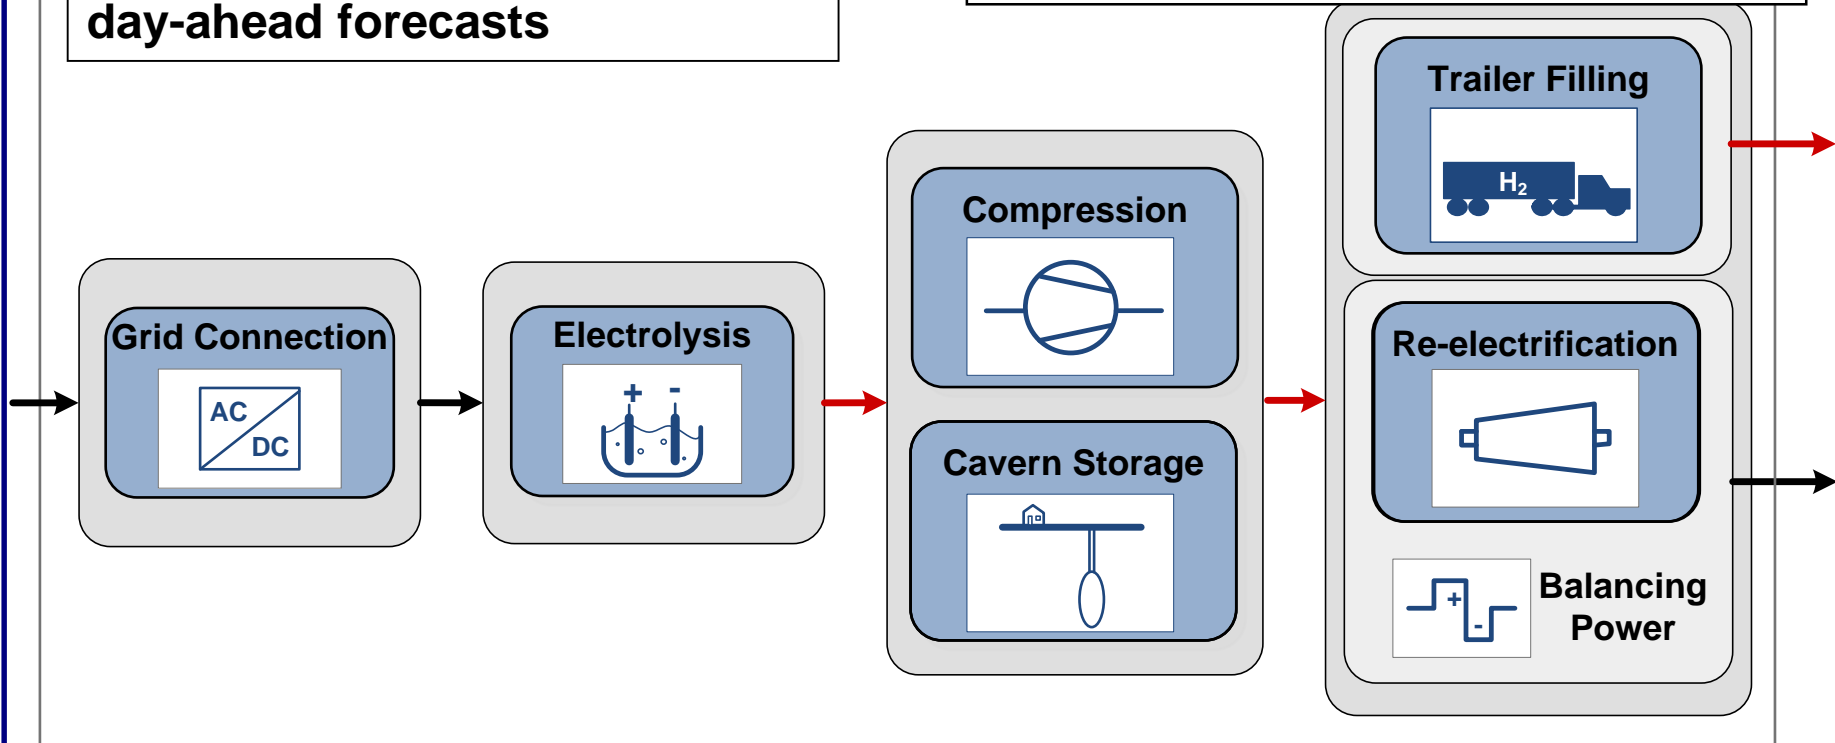 day-ahead forecasts
Grid Connection
AC
DC
Electrolysis
+ -
Compression
Cavern Storage
Trailer Filling
H₂
Re-electrification
+
-
Balancing
Power